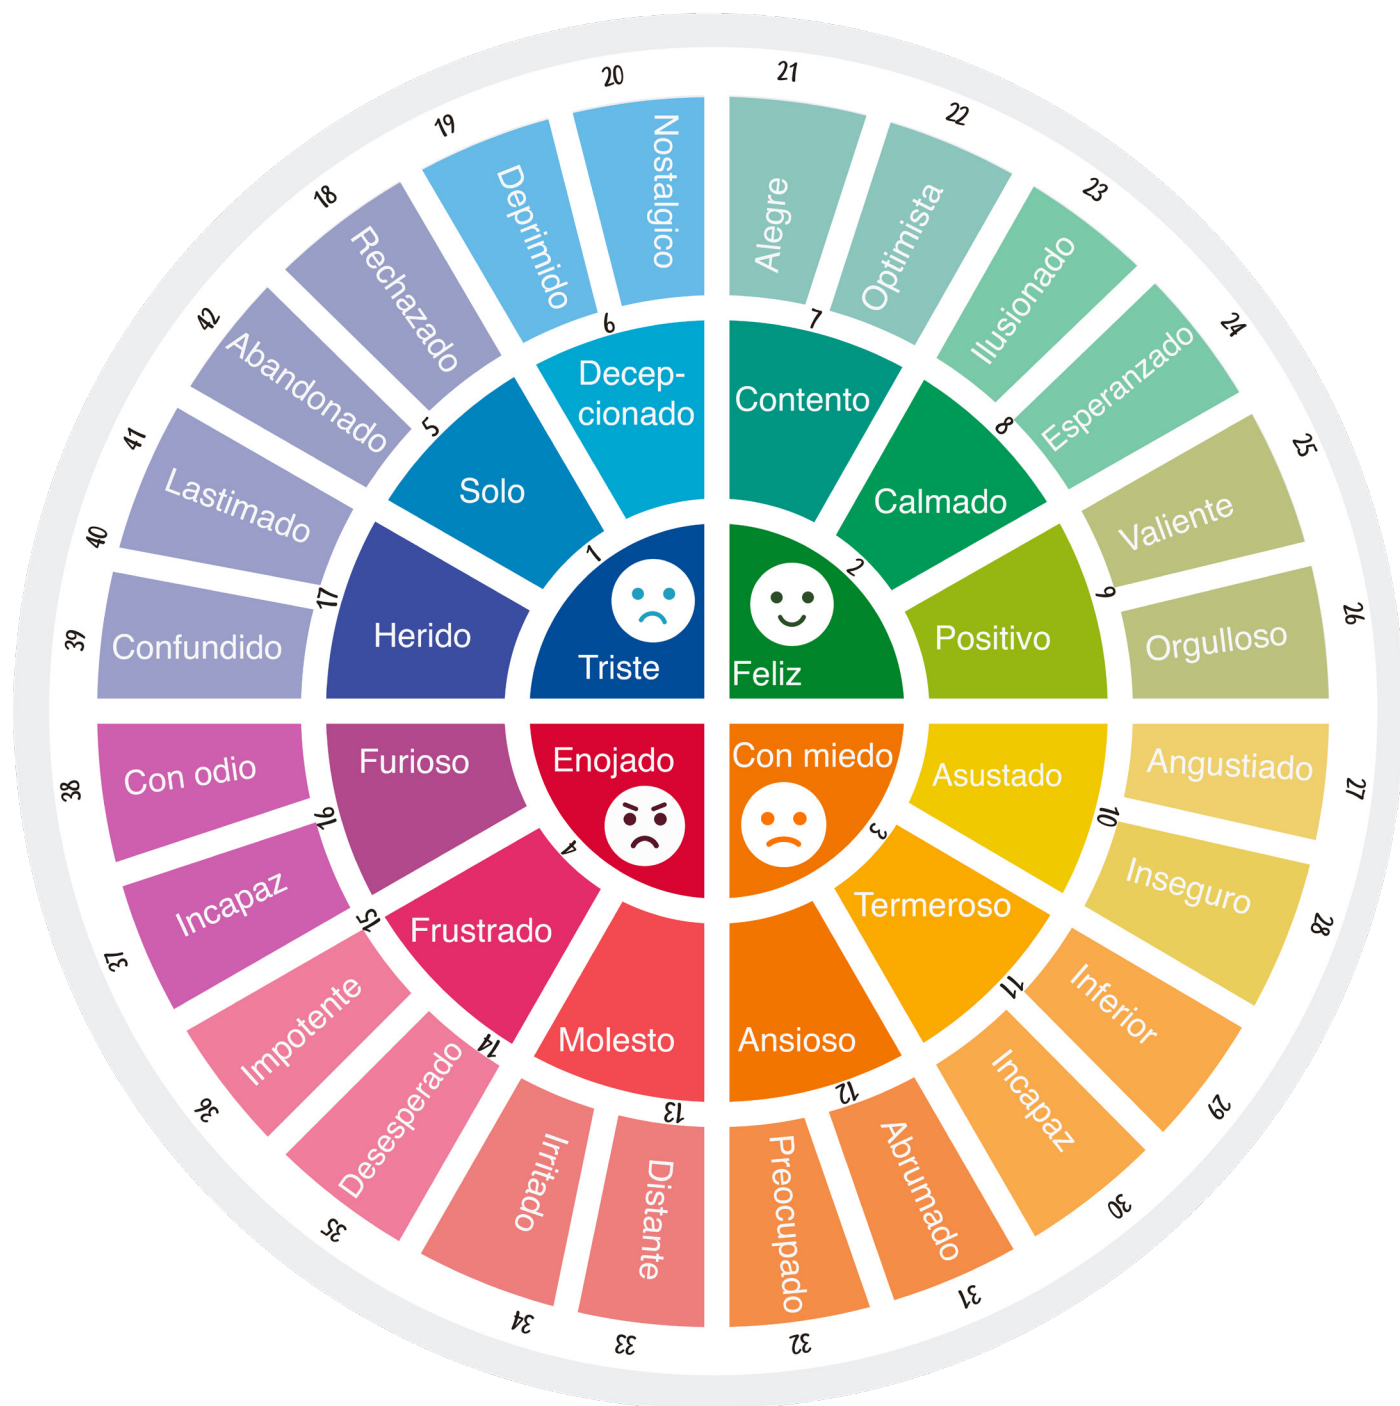 20
21
19
22
18
23
42
24
41
25
40
39
26
38
27
37
28
36
29
35
30
34
31
33
32
Nostalgico
Deprimido
Rechazado
Abandonado
Lastimado
Confundido
Con odio
Incapaz
Impotente
Desesperado
Irritado
Distante
Alegre
Optimista
Ilusionado
Esperanzado
Valiente
Orgulloso
Angustiado
Inseguro
Inferior
Incapaz
Abrumado
Preocupado
6
7
5
8
17
9
16
10
15
11
14
12
13
Decep-
cionado
Solo
Herido
Furioso
Frustrado
Molesto
Contento
Calmado
Positivo
Asustado
Termeroso
Ansioso
1
2
4
3
Triste
Feliz
Enojado
Con miedo